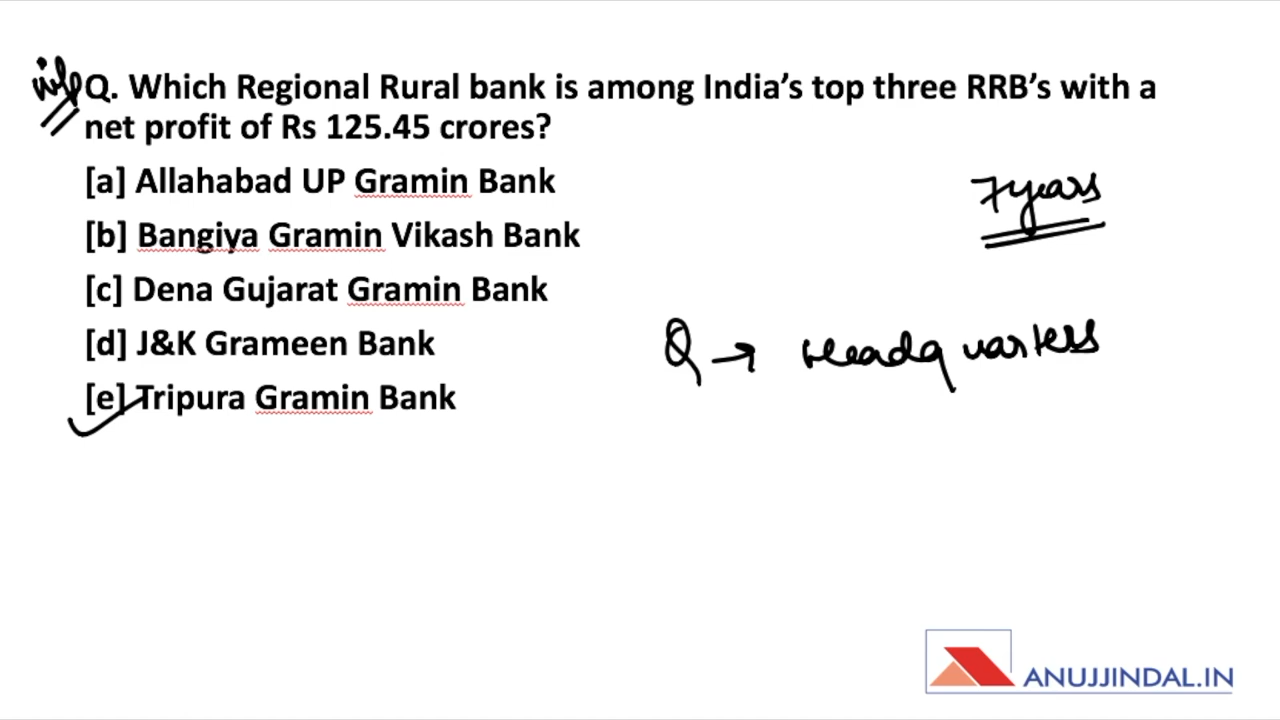 Q. Which Regional Rural bank is among India's top three RRB's with a
net profit of Rs 125.45 crores?
[a] Allahabad UP Gramin Bank
7 years
[b] Bangiya Gramin Vikash Bank
[c] Dena Gujarat Gramin Bank
[d] J&K Grameen Bank
Q → Headquarters
[e] Tripura Gramin Bank
ANUJJINDAL.IN